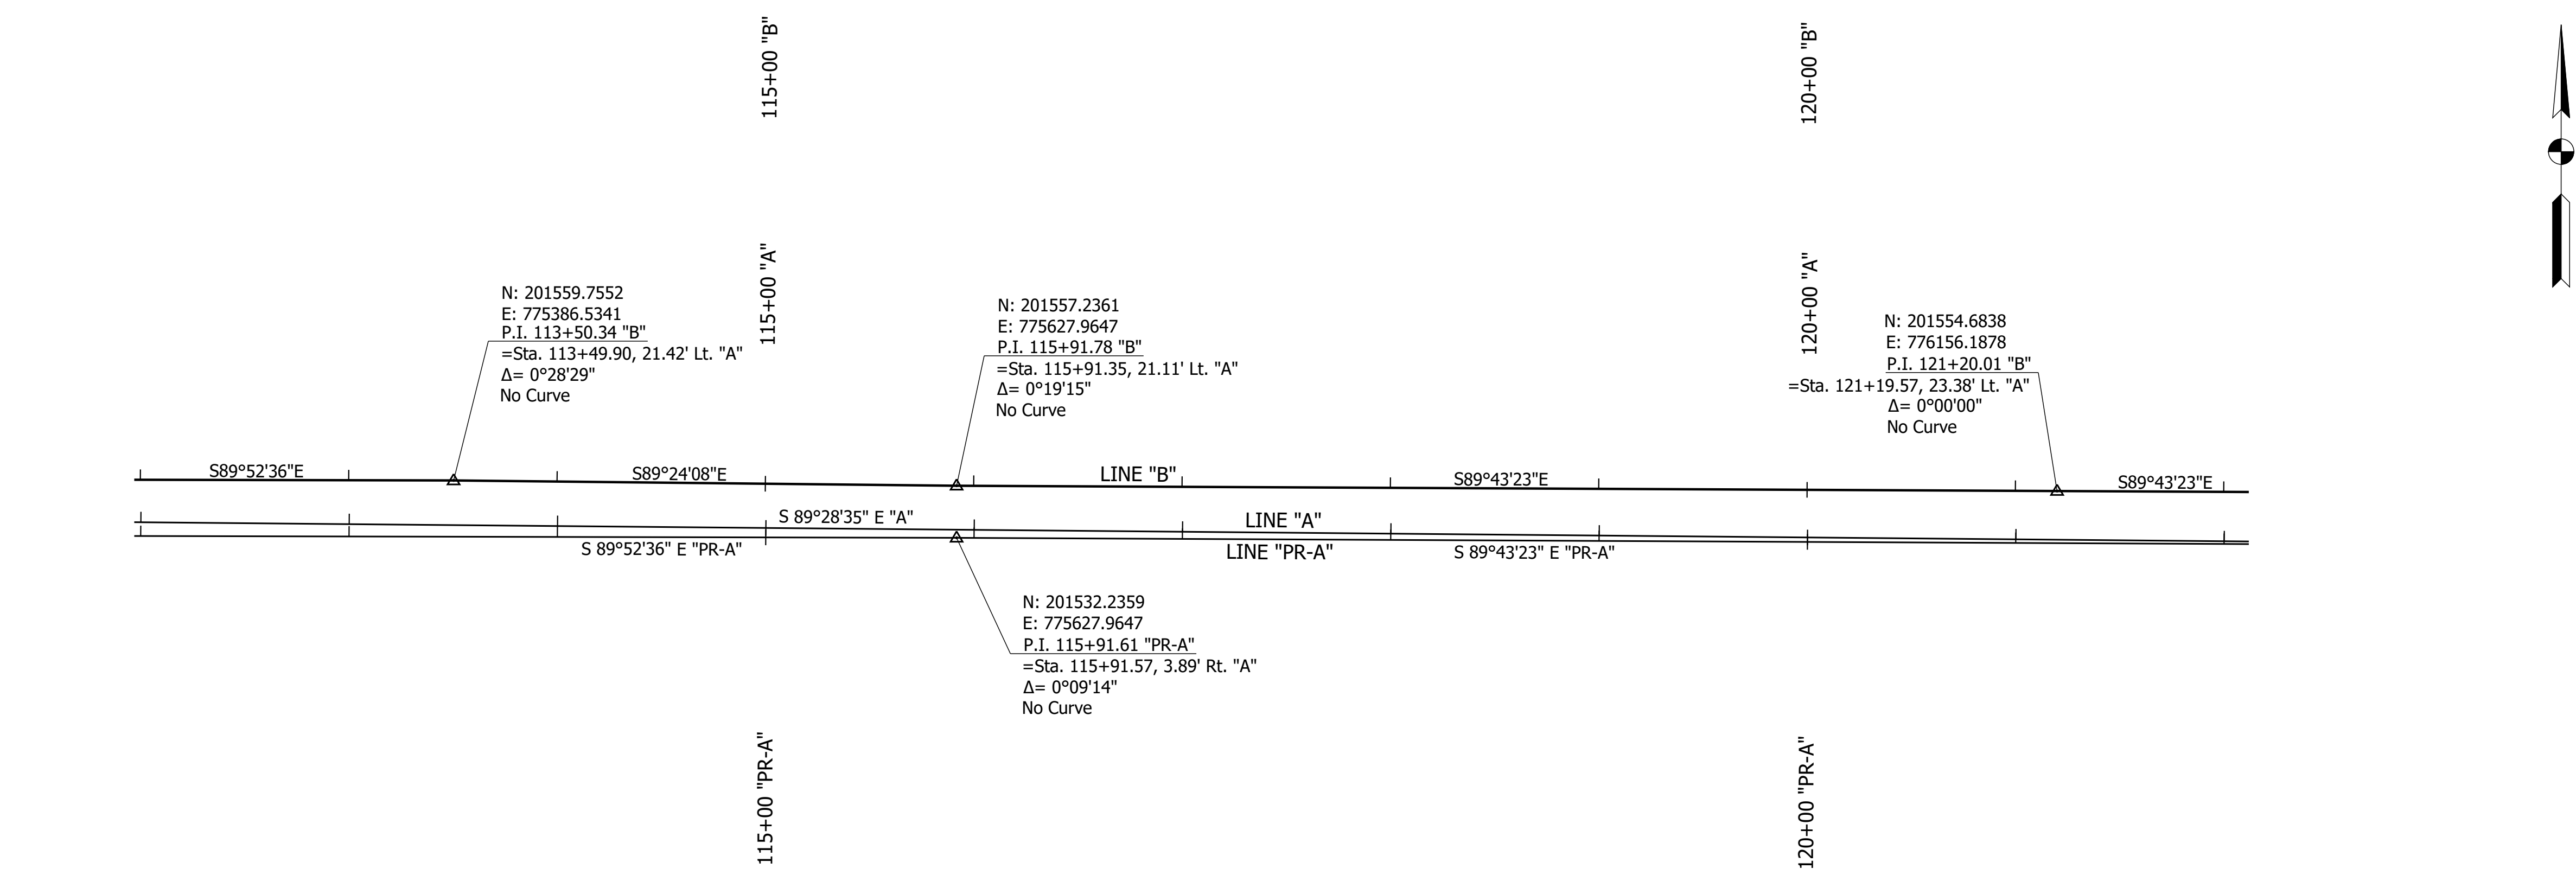 115+00 "B"
120+00 "B"
115+00 "A"
120+00 "A"
N: 201559.7552
E: 775386.5341
P.I. 113+50.34 "B"
=Sta. 113+49.90, 21.42' Lt. "A"
Δ= 0°28'29"
No Curve
N: 201557.2361
E: 775627.9647
P.I. 115+91.78 "B"
=Sta. 115+91.35, 21.11' Lt. "A"
Δ= 0°19'15"
No Curve
N: 201554.6838
E: 776156.1878
P.I. 121+20.01 "B"
=Sta. 121+19.57, 23.38' Lt. "A"
Δ= 0°00'00"
No Curve
S89°52'36"E
S89°24'08"E
LINE "B"
S89°43'23"E
S89°43'23"E
S 89°28'35" E "A"
LINE "A"
S 89°52'36" E "PR-A"
LINE "PR-A"
S 89°43'23" E "PR-A"
N: 201532.2359
E: 775627.9647
P.I. 115+91.61 "PR-A"
=Sta. 115+91.57, 3.89' Rt. "A"
Δ= 0°09'14"
No Curve
115+00 "PR-A"
120+00 "PR-A"